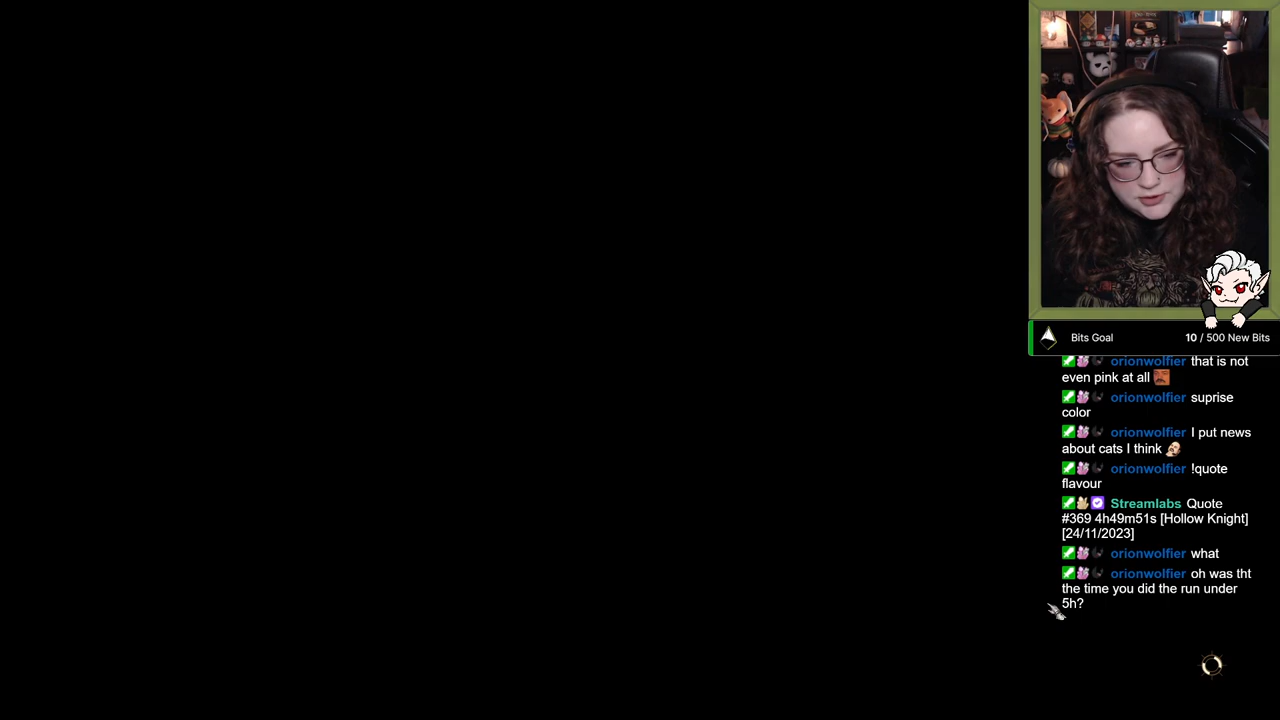 Bits Goal 10 / 500 New Bits
orionwolfier that is not
even pink at all
orionwolfier suprise
color
orionwolfier I put news
about cats I think
orionwolfier !quote
flavour
Streamlabs Quote
#369 4h49m51s [Hollow Knight]
[24/11/2023]
orionwolfier what
orionwolfier oh was tht
the time you did the run under
5h?